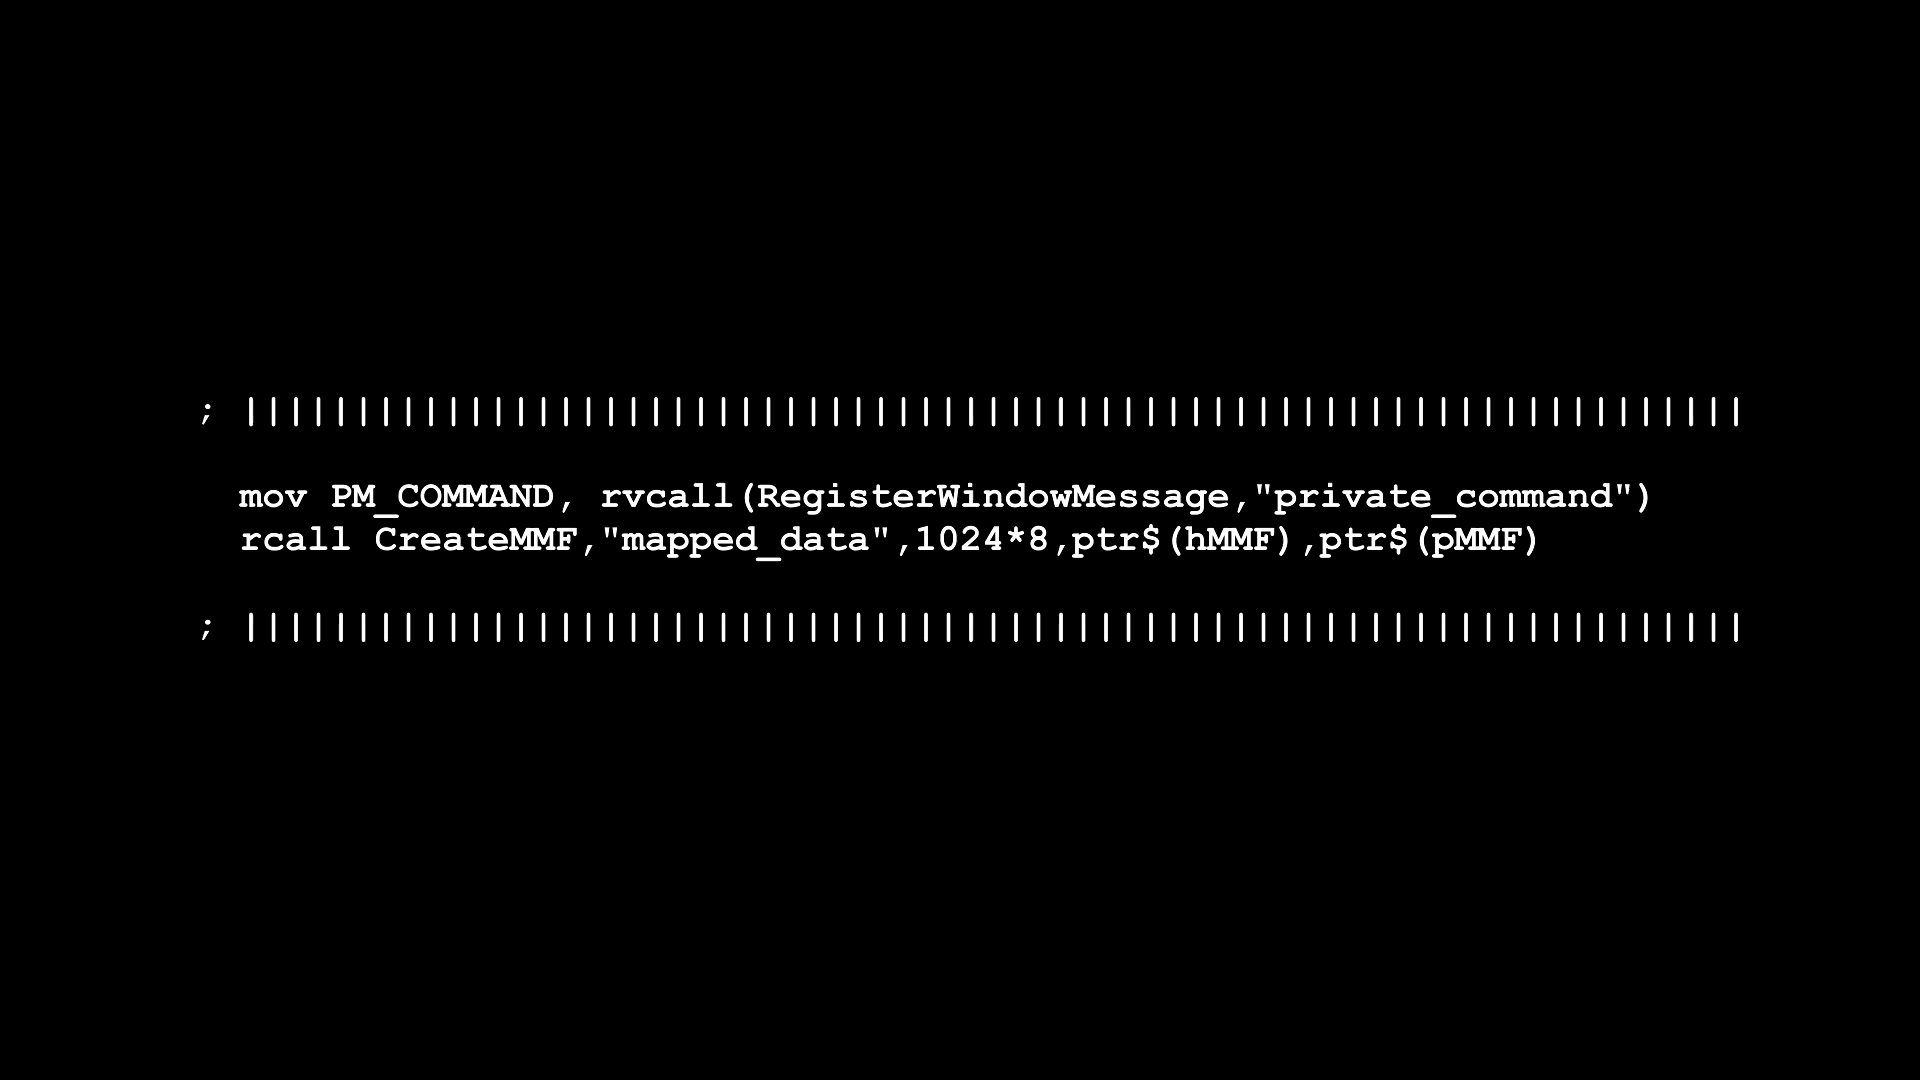 ; |||||||||||||||||||||||||||||||||||||||||||||||||||||||||||||||||||
mov PM_COMMAND, rvcall(RegisterWindowMessage,"private_command")
rcall CreateMMF,"mapped_data",1024*8,ptr$(hMMF),ptr$(pMMF)
; |||||||||||||||||||||||||||||||||||||||||||||||||||||||||||||||||||